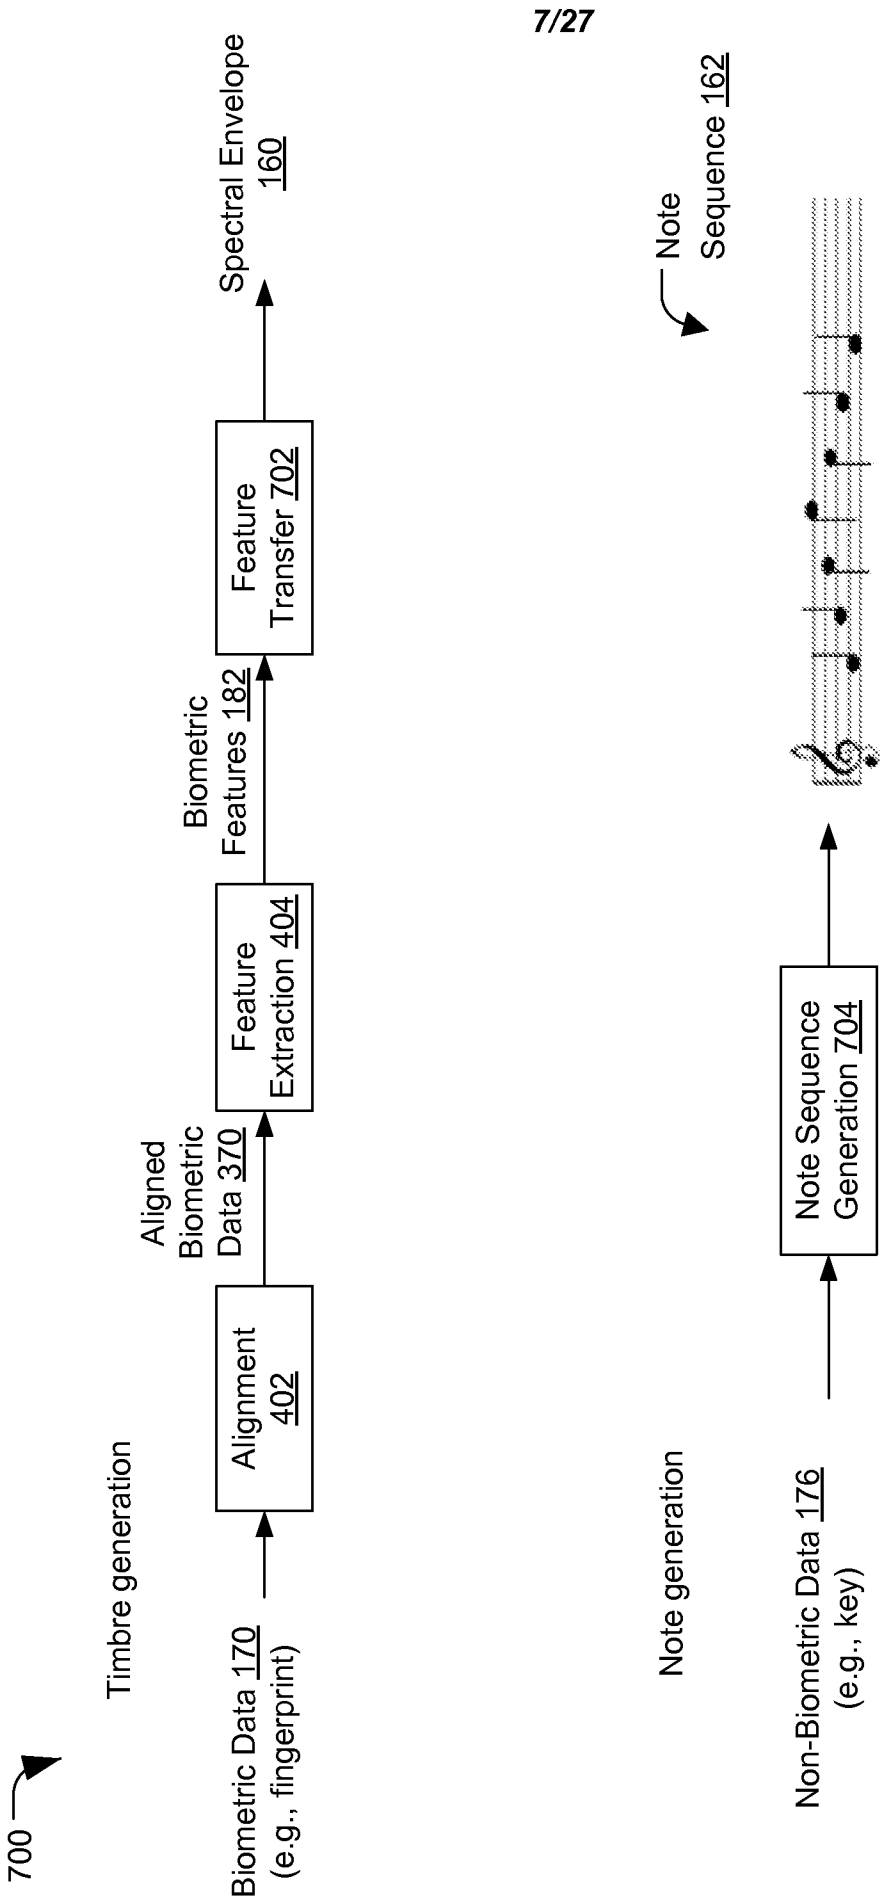 7/27
700
Timbre generation
Biometric Data 170
(e.g., fingerprint)
Alignment
402
Aligned
Biometric
Data 370
Feature
Extraction 404
Biometric
Features 182
Feature
Transfer 702
Spectral Envelope
160
Note generation
Non-Biometric Data 176
(e.g., key)
Note Sequence
Generation 704
Note
Sequence 162